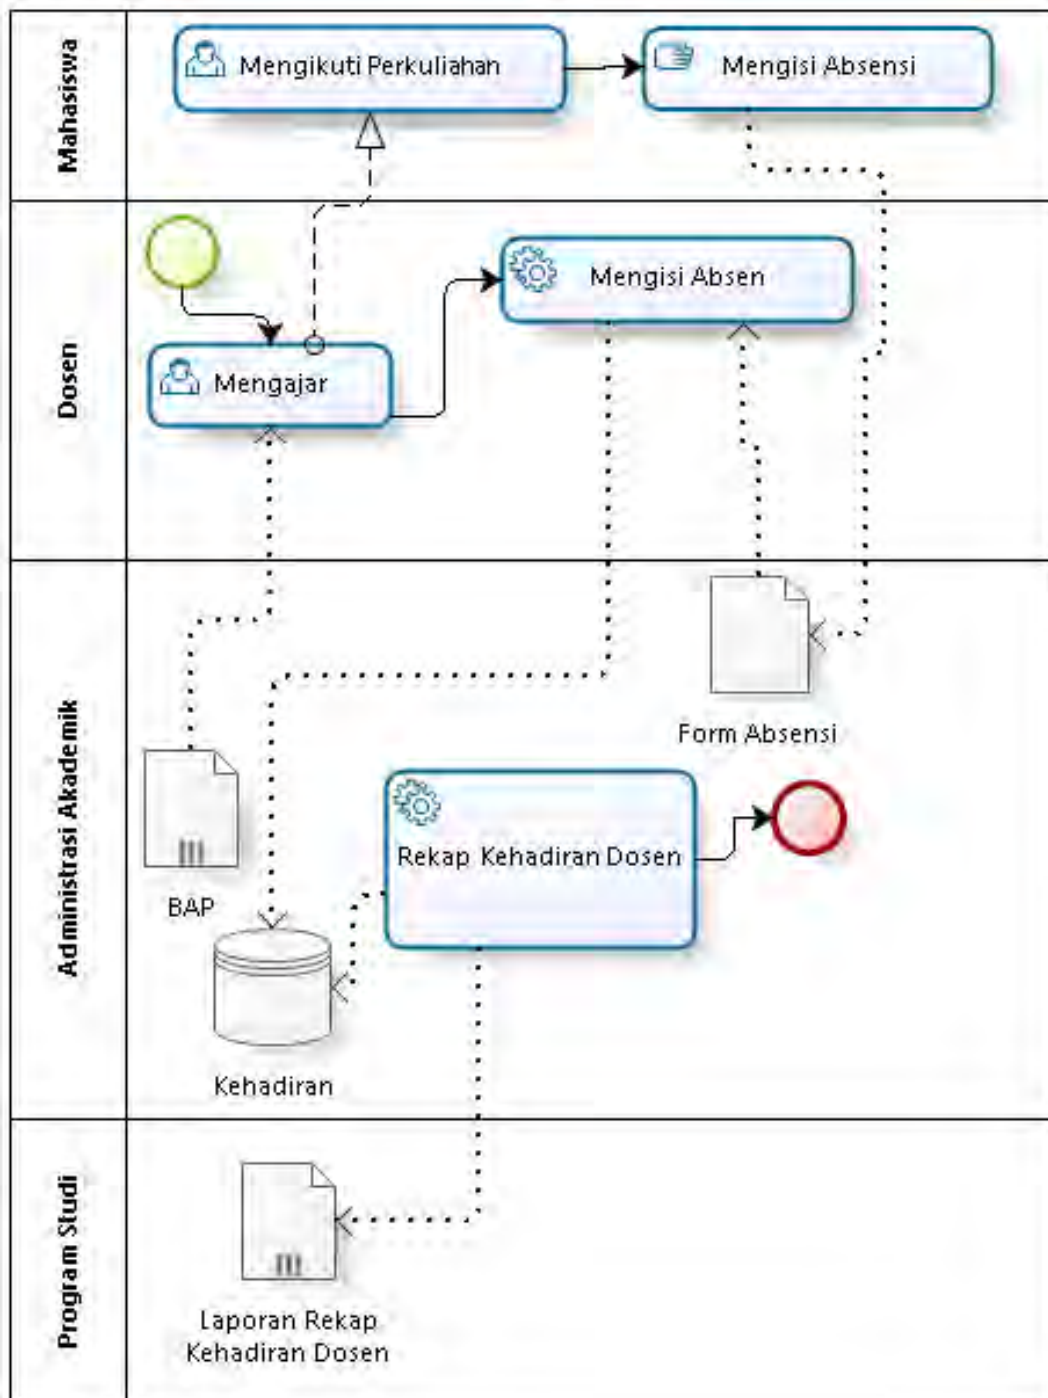 Mahasiswa
Mengikuti Perkuliahan
Mengisi Absensi
Dosen
Mengisi Absen
Mengajar
Administrasi Akademik
Form Absensi
Rekap Kehadiran Dosen
BAP
Kehadiran
Program Studi
Laporan Rekap
Kehadiran Dosen